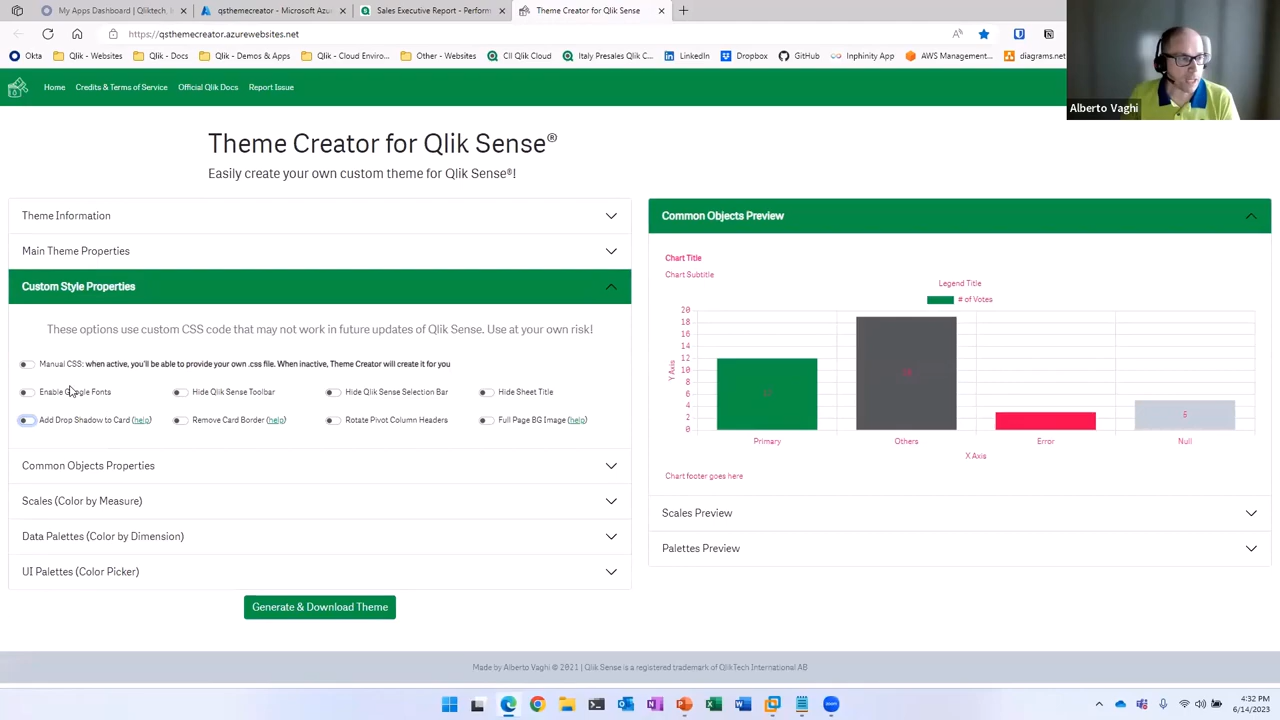 My Apps Dashboard | Qliktech, In
qsthemecreator - Microsoft Azure
Sales Executive Report - Perform
Theme Creator for Qlik Sense
https://qsthemecreator.azurewebsites.net
Okta
Qlik - Websites
Qlik - Docs
Qlik - Demos & Apps
Qlik - Cloud Enviro...
Other - Websites
CII Qlik Cloud
Italy Presales Qlik C...
LinkedIn
Dropbox
GitHub
Inphinity App
AWS Management...
diagrams.net
Alberto Vaghi
Home
Credits & Terms of Service
Official Qlik Docs
Report Issue
Theme Creator for Qlik Sense®
Easily create your own custom theme for Qlik Sense®!
Theme Information
Main Theme Properties
Custom Style Properties
These options use custom CSS code that may not work in future updates of Qlik Sense. Use at your own risk!
Manual CSS: when active, you'll be able to provide your own .css file. When inactive, Theme Creator will create it for you
Enable Google Fonts
Hide Qlik Sense Toolbar
Hide Qlik Sense Selection Bar
Hide Sheet Title
Add Drop Shadow to Card (help)
Remove Card Border (help)
Rotate Pivot Column Headers
Full Page BG Image (help)
Common Objects Properties
Scales (Color by Measure)
Data Palettes (Color by Dimension)
UI Palettes (Color Picker)
Generate & Download Theme
Common Objects Preview
Chart Title
Chart Subtitle
Legend Title
# of Votes
20
18
16
14
12
10
8
6
4
2
0
Y Axis
5
Primary
Others
Error
Null
X Axis
Chart footer goes here
Scales Preview
Palettes Preview
Made by Alberto Vaghi © 2021 | Qlik Sense is a registered trademark of QlikTech International AB
zoom
4:32 PM
6/14/2023